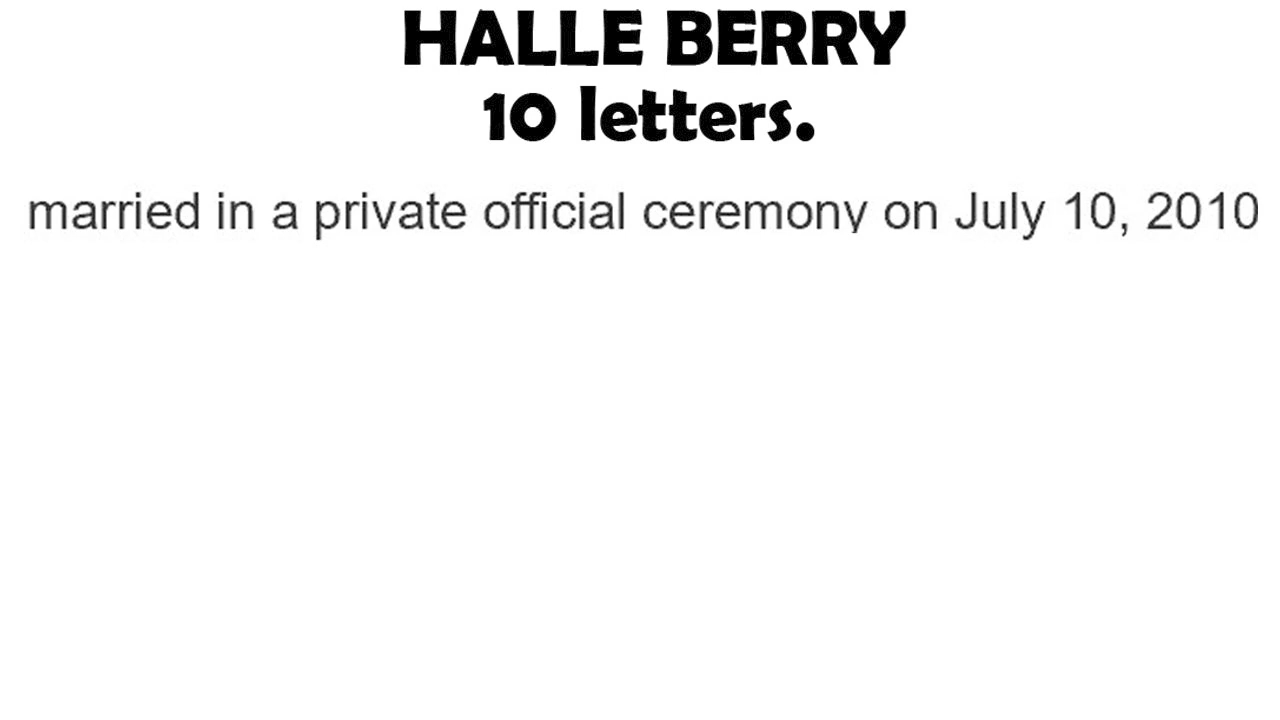 HALLE BERRY
10 letters.
married in a private official ceremony on July 10, 2010